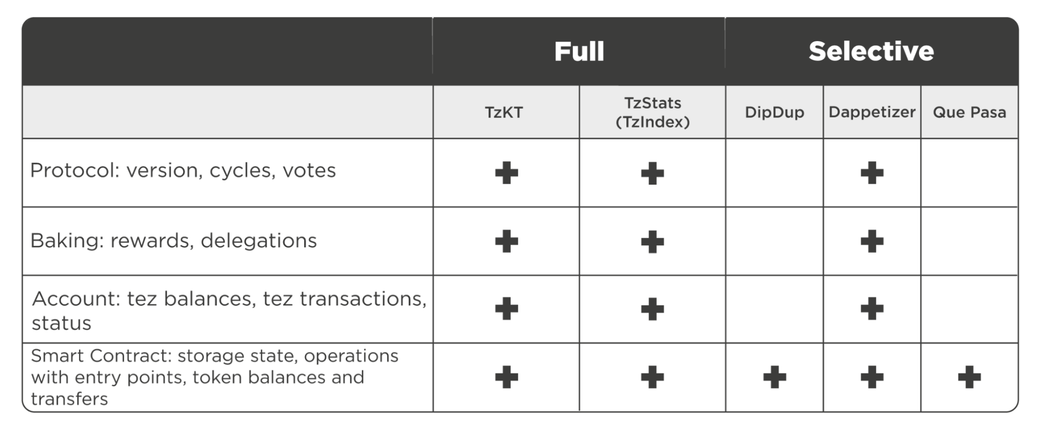 Full
Selective
TzKT
TzStats
(TzIndex)
DipDup
Dappetizer
Que Pasa
Protocol: version, cycles, votes
Baking: rewards, delegations
Account: tez balances, tez transactions,
status
Smart Contract: storage state, operations
with entry points, token balances and
transfers